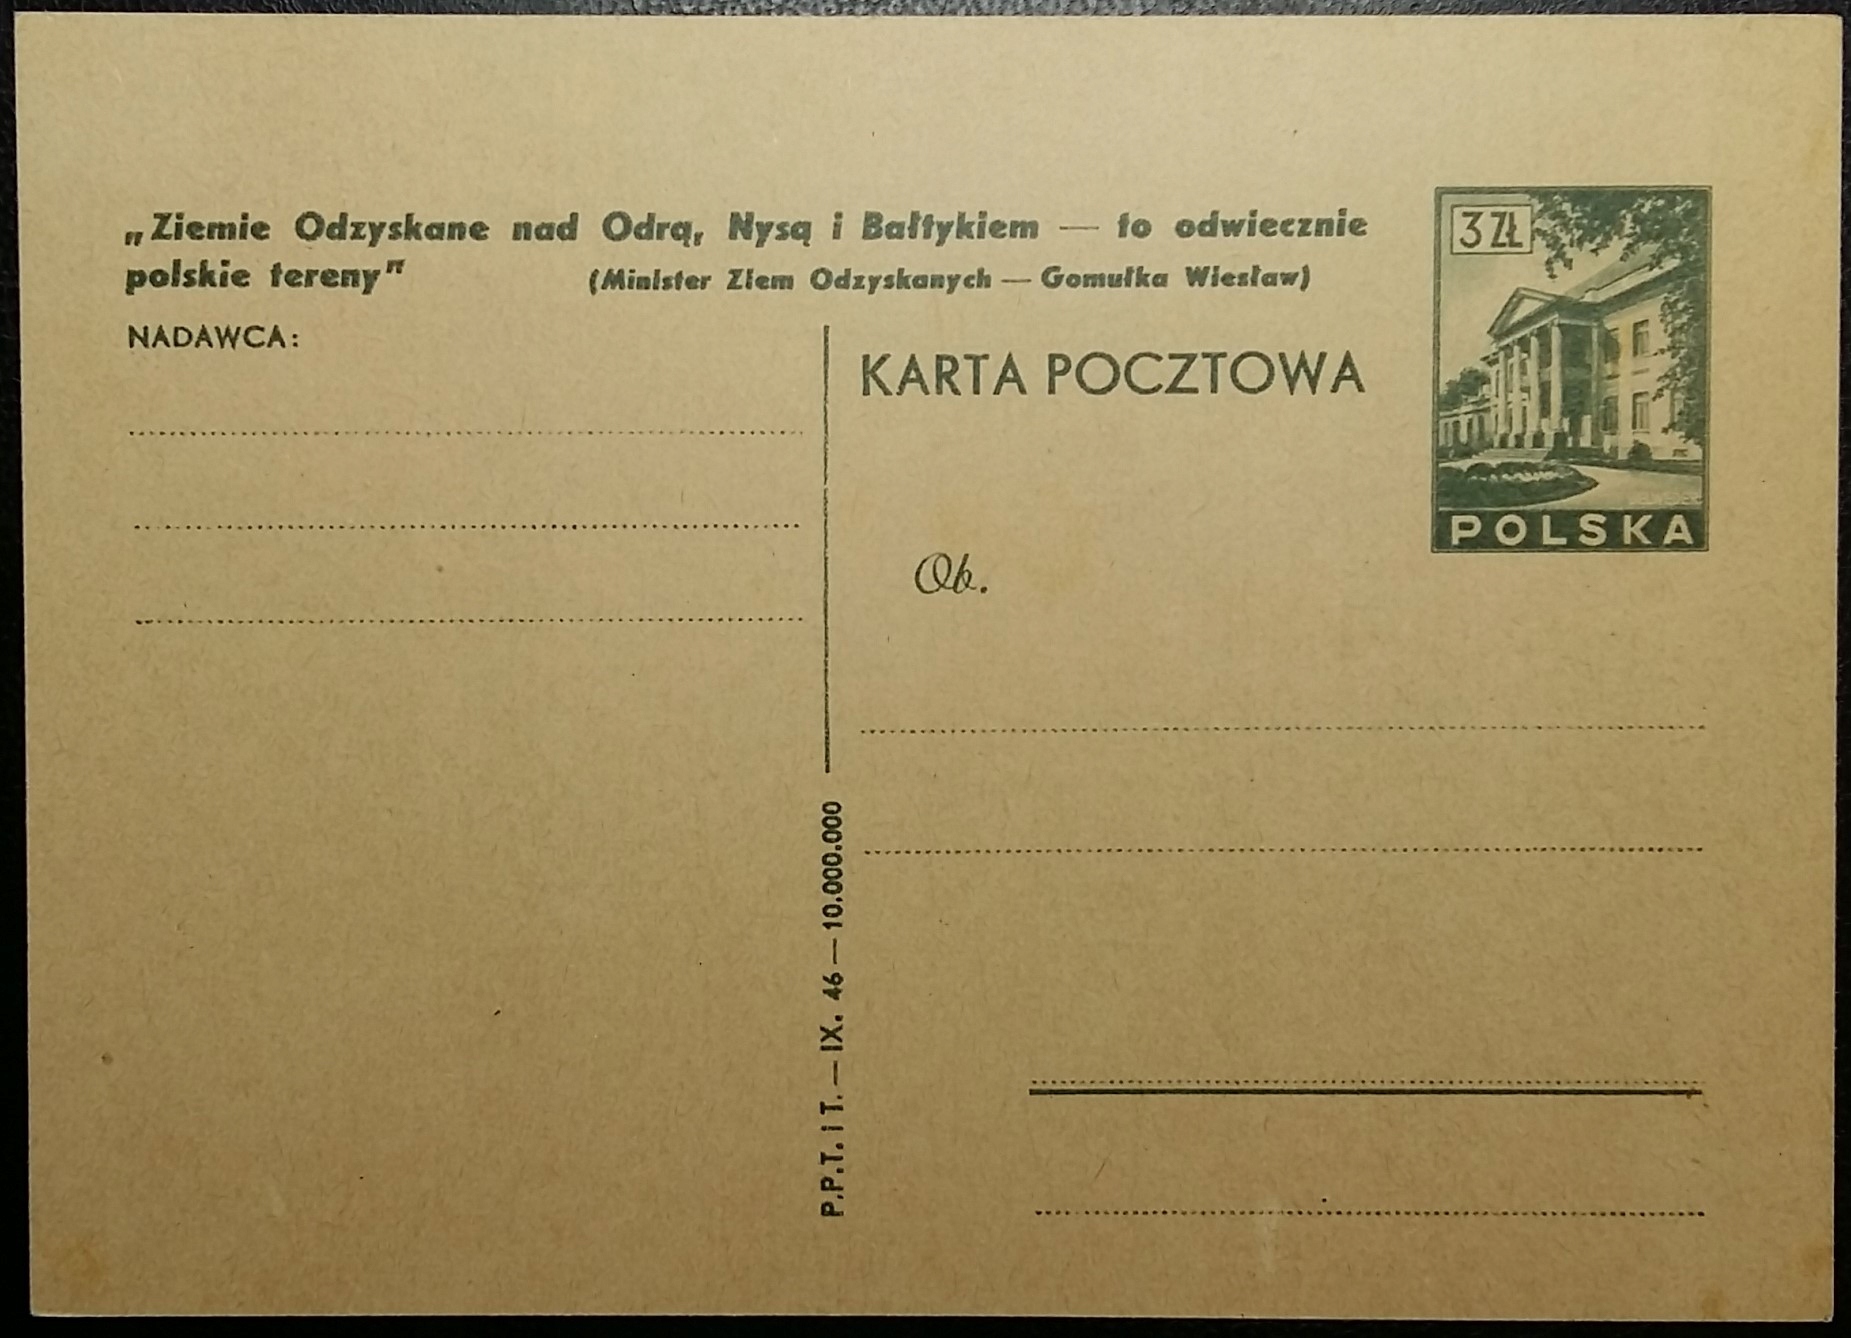 „Ziemie Odzyskane nad Odrą, Nysą i Bałtykiem — to odwiecznie
polskie tereny"
(Minister Ziem Odzyskanych — Gomułka Wiesław)
3 ZŁ
POLSKA
NADAWCA:
KARTA POCZTOWA
Ob.
P.P.T. i T. — IX. 46 — 10.000.000